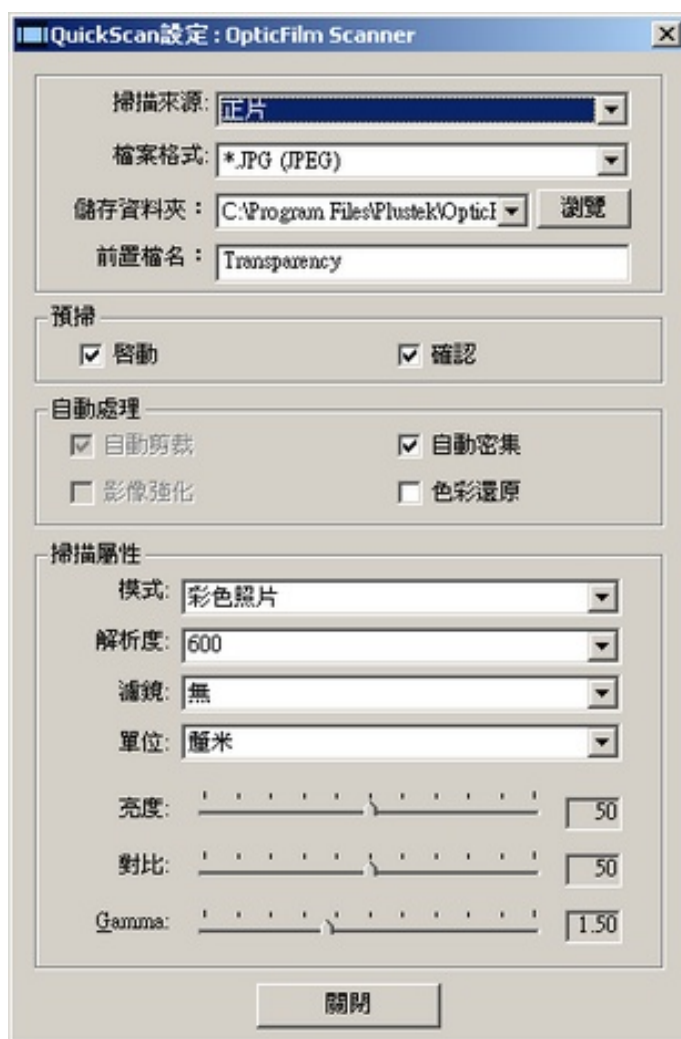 QuickScan設定 : OpticFilm Scanner
掃描來源: 正片
檔案格式: *.JPG (JPEG)
儲存資料夾： C:\Program Files\Plustek\OpticF 瀏覽
前置檔名： Transparency
預掃
啟動 確認
自動處理
自動剪裁 自動密集
影像強化 色彩還原
掃描屬性
模式: 彩色照片
解析度: 600
濾鏡: 無
單位: 釐米
亮度: 50
對比: 50
Gamma: 1.50
關閉